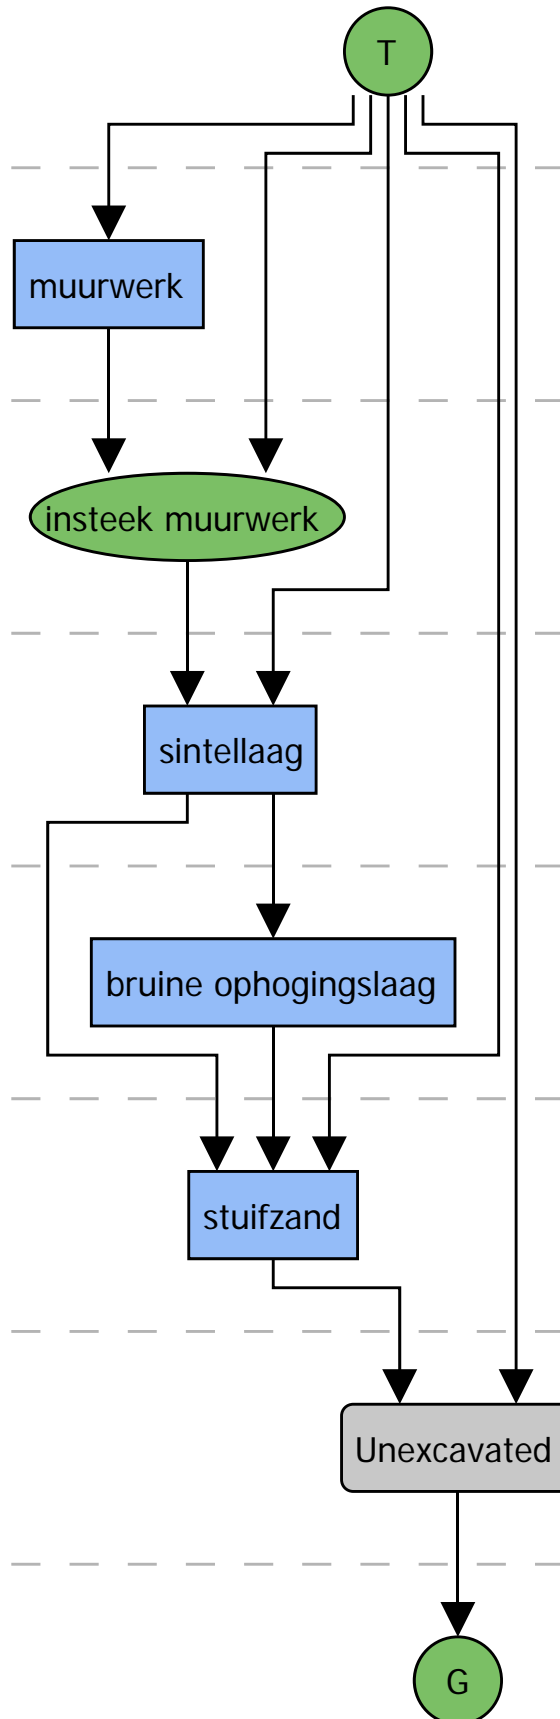 T
muurwerk
insteek muurwerk
sintellaag
bruine ophogingslaag
stuifzand
Unexcavated
G